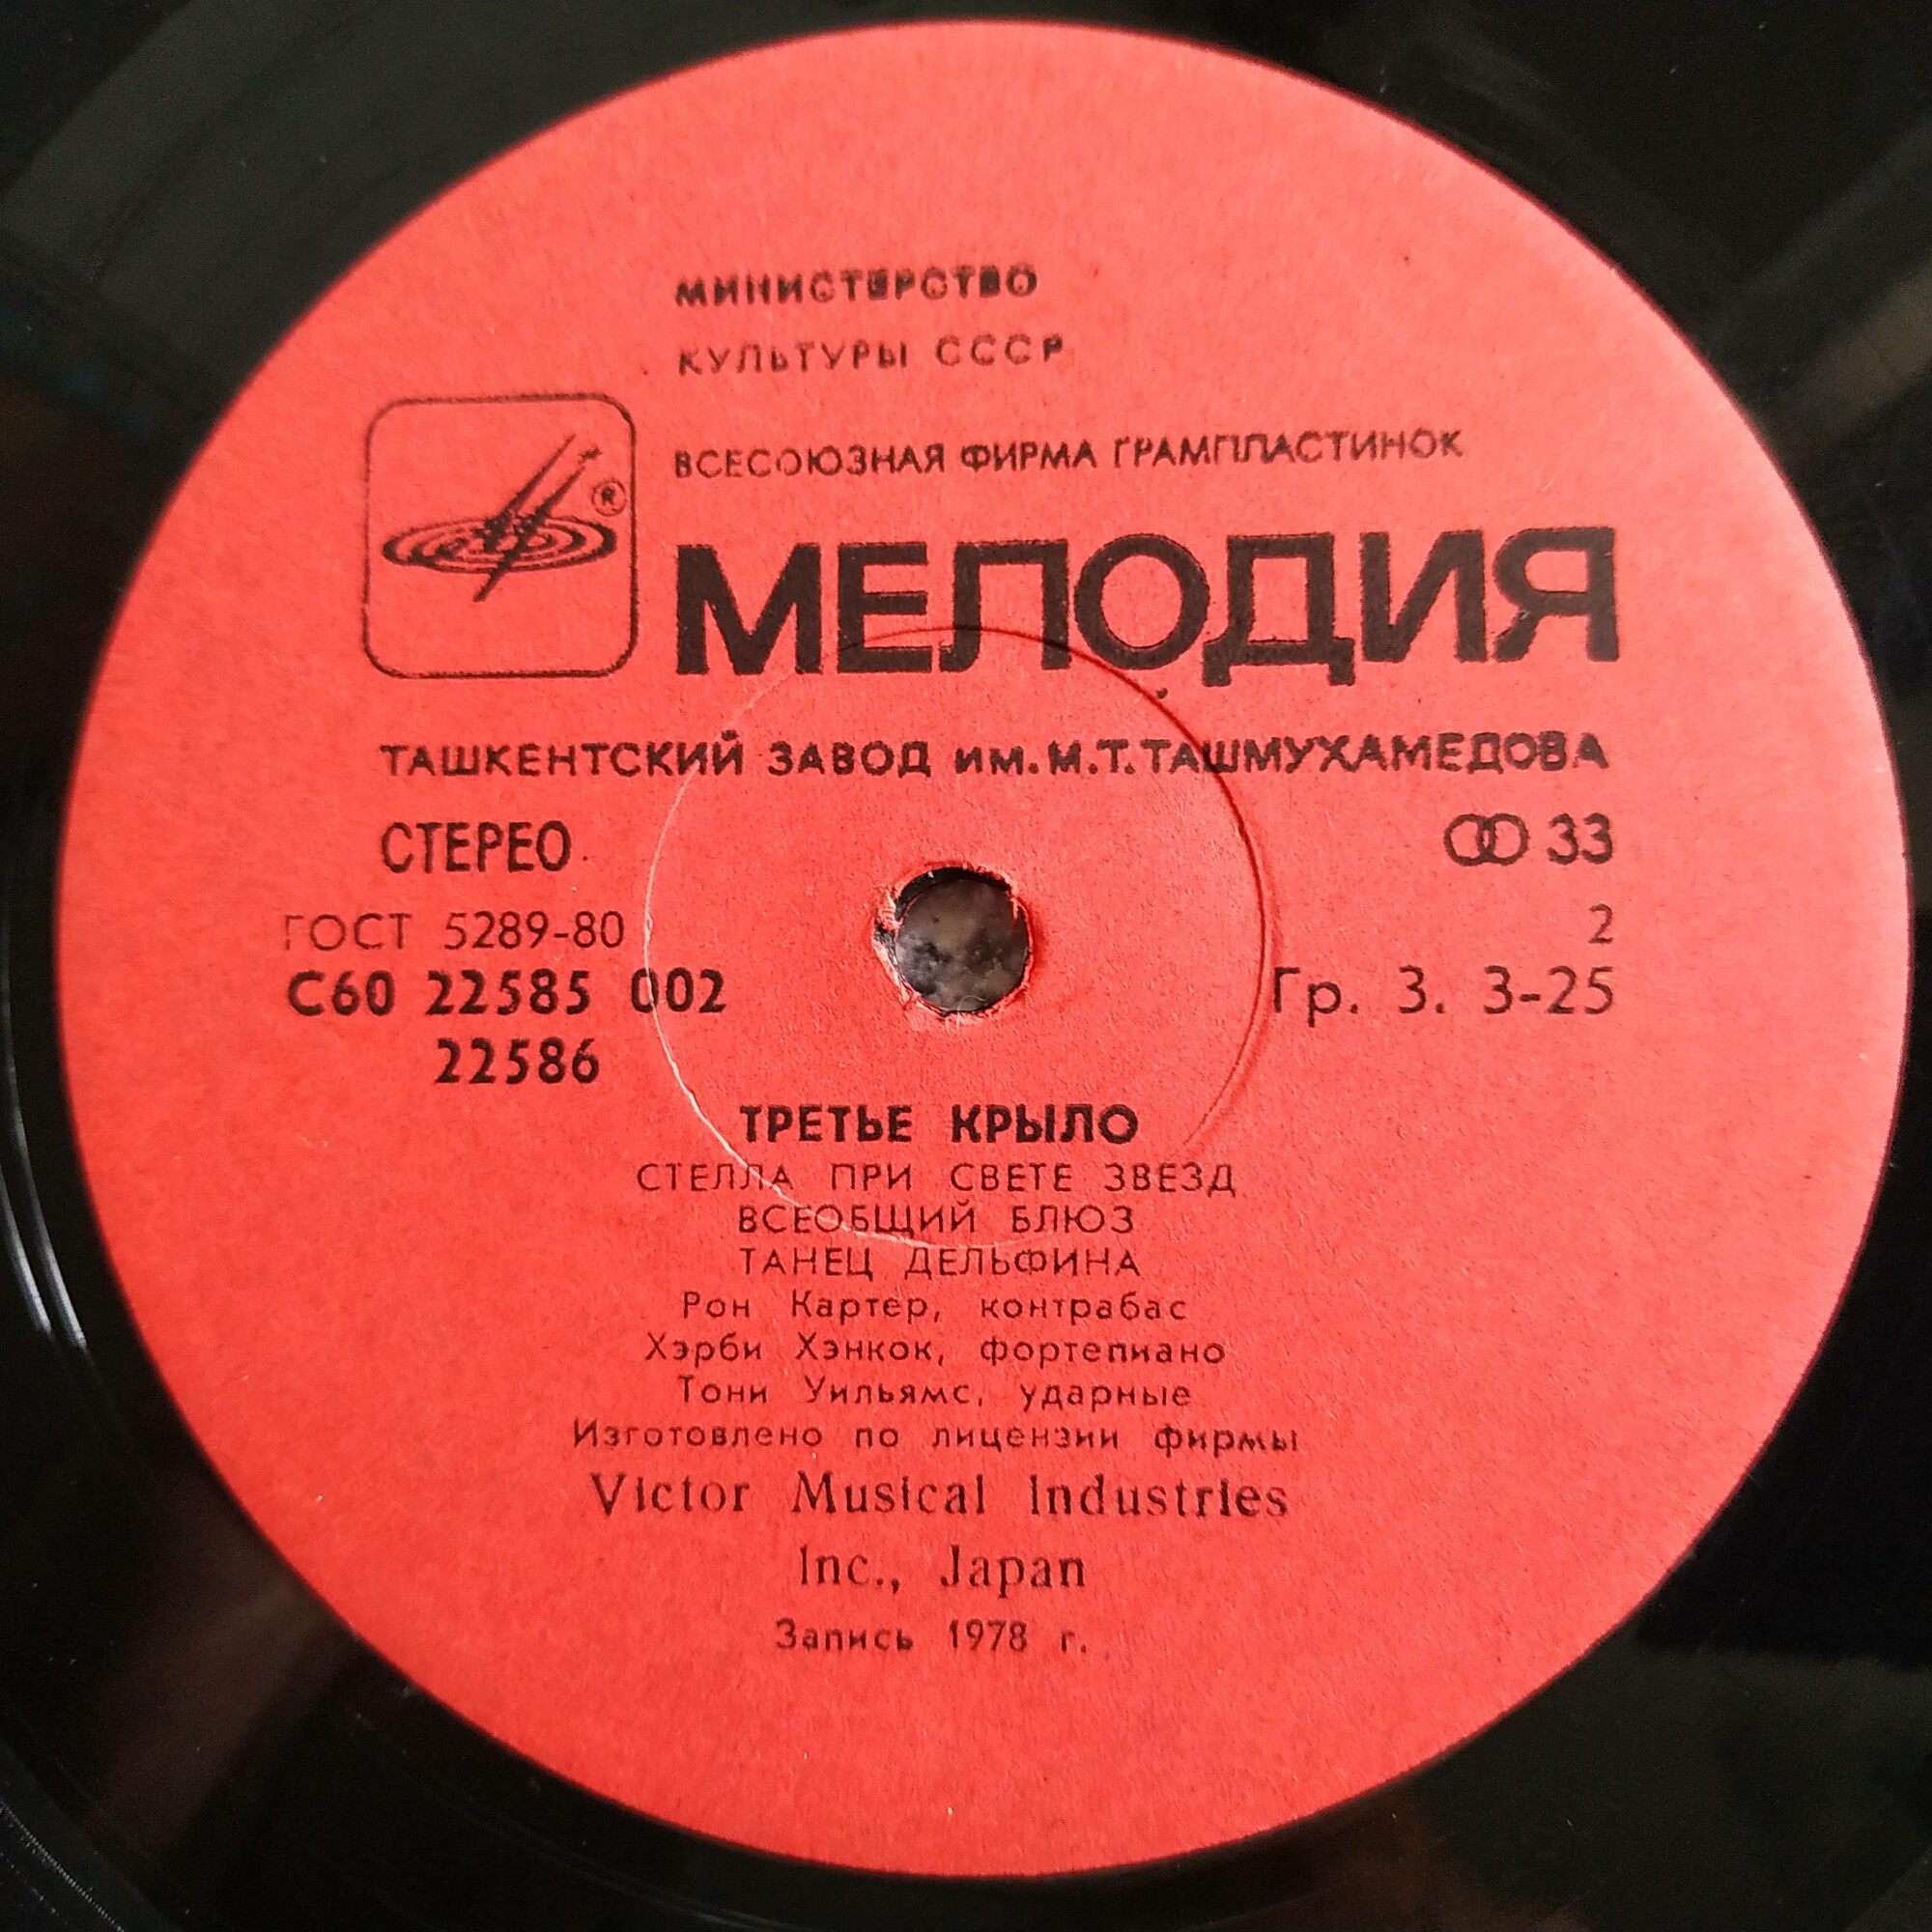 МИНИСТЕРСТВО
КУЛЬТУРЫ СССР
ВСЕСОЮЗНАЯ ФИРМА ГРАМПЛАСТИНОК
®
МЕЛОДИЯ
ТАШКЕНТСКИЙ ЗАВОД им. М.Т. ТАШМУХАМЕДОВА
СТЕРЕО 33
ГОСТ 5289-80 2
С60 22585 002 Гр. 3. 3-25
22586
ТРЕТЬЕ КРЫЛО
СТЕЛЛА ПРИ СВЕТЕ ЗВЕЗД
ВСЕОБЩИЙ БЛЮЗ
ТАНЕЦ ДЕЛЬФИНА
Рон Картер, контрабас
Хэрби Хэнкок, фортепиано
Тони Уильямс, ударные
Изготовлено по лицензии фирмы
Victor Musical Industries
Inc., Japan
Запись 1978 г.